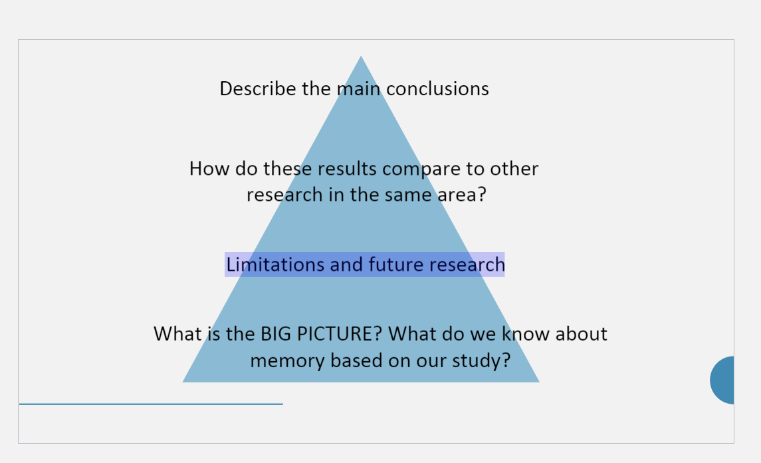 Describe the main conclusions
How do these results compare to other
research in the same area?
Limitations and future research
What is the BIG PICTURE? What do we know about
memory based on our study?